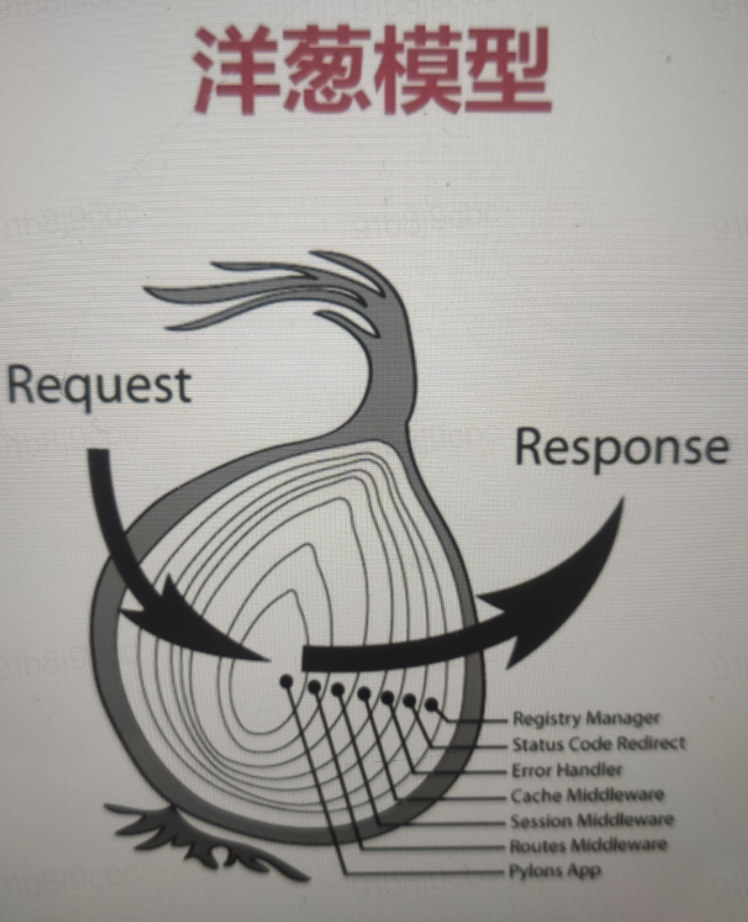 洋葱模型
Request
Response
Registry Manager
Status Code Redirect
Error Handler
Cache Middleware
Session Middleware
Routes Middleware
Pylons App